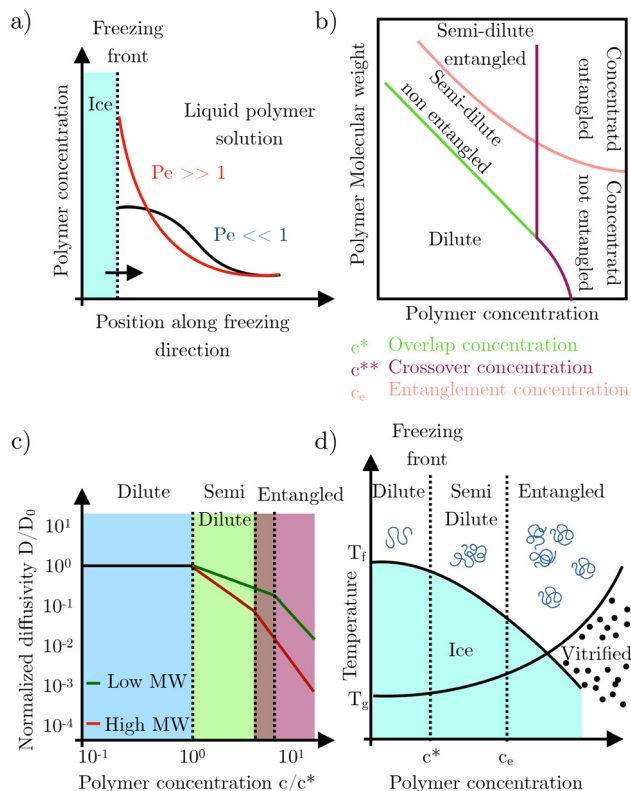 a)
Freezing
front
Ice
Liquid polymer
solution
Pe >> 1
Pe << 1
Polymer concentration
Position along freezing
direction
b)
Semi-dilute
entangled
Semi-dilute
non entangled
Dilute
Concentratd
entangled
Concentratd
not entangled
Polymer Molecular weight
Polymer concentration
c* Overlap concentration
c** Crossover concentration
ce Entanglement concentration
c)
Dilute
Semi
Dilute
Entangled
10¹
10⁰
10⁻¹
10⁻²
10⁻³
10⁻⁴
Normalized diffusivity D/D₀
Low MW
High MW
10⁻¹
10⁰
10¹
Polymer concentration c/c*
d)
Freezing
front
Dilute
Semi
Dilute
Entangled
Tf
Temperature
Tg
Ice
Vitrified
c*
ce
Polymer concentration